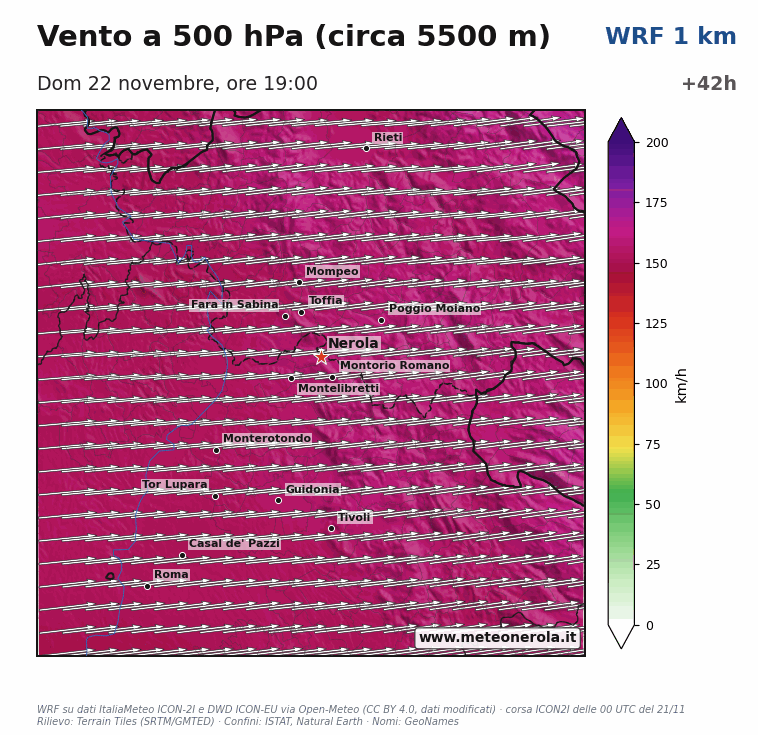 Vento a 500 hPa (circa 5500 m)
WRF 1 km
Dom 22 novembre, ore 19:00
+42h
Rieti
Mompeo
Fara in Sabina
Toffia
Poggio Moiano
Nerola
Montorio Romano
Montelibretti
Monterotondo
Tor Lupara
Guidonia
Tivoli
Casal de' Pazzi
Roma
www.meteonerola.it
200
175
150
125
100
75
50
25
0
km/h
WRF su dati ItaliaMeteo ICON-2I e DWD ICON-EU via Open-Meteo (CC BY 4.0, dati modificati) · corsa ICON2I delle 00 UTC del 21/11
Rilievo: Terrain Tiles (SRTM/GMTED) · Confini: ISTAT, Natural Earth · Nomi: GeoNames